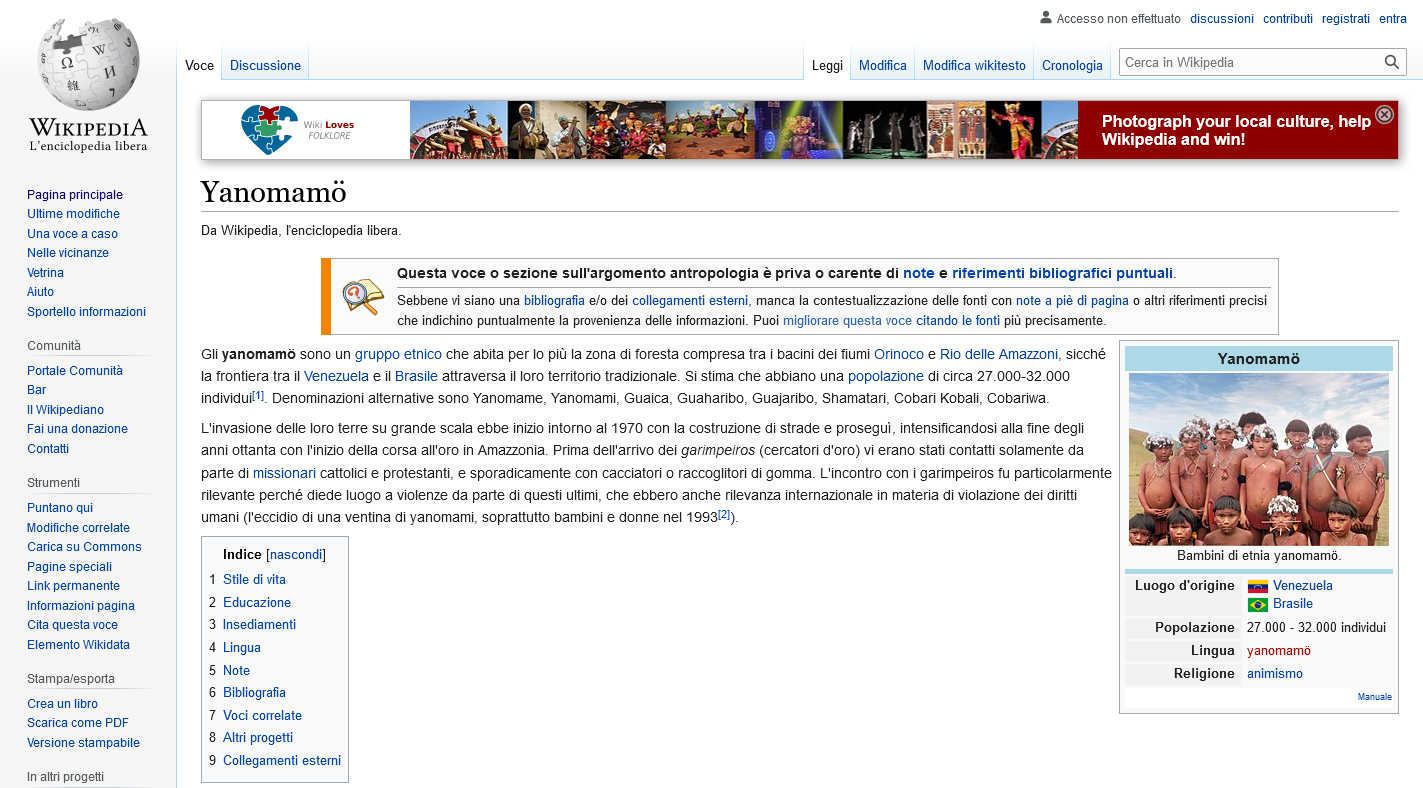 Accesso non effettuato discussioni contributi registrati entra
Voce Discussione Leggi Modifica Modifica wikitesto Cronologia Cerca in Wikipedia
WIKIPEDIA
L'enciclopedia libera
Pagina principale
Ultime modifiche
Una voce a caso
Nelle vicinanze
Vetrina
Aiuto
Sportello informazioni
Comunità
Portale Comunità
Bar
Il Wikipediano
Fai una donazione
Contatti
Strumenti
Puntano qui
Modifiche correlate
Carica su Commons
Pagine speciali
Link permanente
Informazioni pagina
Cita questa voce
Elemento Wikidata
Stampa/esporta
Crea un libro
Scarica come PDF
Versione stampabile
In altri progetti
Wiki Loves
FOLKLORE
Photograph your local culture, help
Wikipedia and win!
Yanomamö
Da Wikipedia, l'enciclopedia libera.
Questa voce o sezione sull'argomento antropologia è priva o carente di note e riferimenti bibliografici puntuali.
Sebbene vi siano una bibliografia e/o dei collegamenti esterni, manca la contestualizzazione delle fonti con note a piè di pagina o altri riferimenti precisi
che indichino puntualmente la provenienza delle informazioni. Puoi migliorare questa voce citando le fonti più precisamente.
Gli yanomamö sono un gruppo etnico che abita per lo più la zona di foresta compresa tra i bacini dei fiumi Orinoco e Rio delle Amazzoni, sicché
la frontiera tra il Venezuela e il Brasile attraversa il loro territorio tradizionale. Si stima che abbiano una popolazione di circa 27.000-32.000
individui[1]. Denominazioni alternative sono Yanomame, Yanomami, Guaica, Guaharibo, Guajaribo, Shamatari, Cobari Kobali, Cobariwa.
L'invasione delle loro terre su grande scala ebbe inizio intorno al 1970 con la costruzione di strade e proseguì, intensificandosi alla fine degli
anni ottanta con l'inizio della corsa all'oro in Amazzonia. Prima dell'arrivo dei garimpeiros (cercatori d'oro) vi erano stati contatti solamente da
parte di missionari cattolici e protestanti, e sporadicamente con cacciatori o raccoglitori di gomma. L'incontro con i garimpeiros fu particolarmente
rilevante perché diede luogo a violenze da parte di questi ultimi, che ebbero anche rilevanza internazionale in materia di violazione dei diritti
umani (l'eccidio di una ventina di yanomami, soprattutto bambini e donne nel 1993[2]).
Indice [nascondi]
1 Stile di vita
2 Educazione
3 Insediamenti
4 Lingua
5 Note
6 Bibliografia
7 Voci correlate
8 Altri progetti
9 Collegamenti esterni
Yanomamö
Bambini di etnia yanomamö.
Luogo d'origine Venezuela
Brasile
Popolazione 27.000 - 32.000 individui
Lingua yanomamö
Religione animismo
Manuale